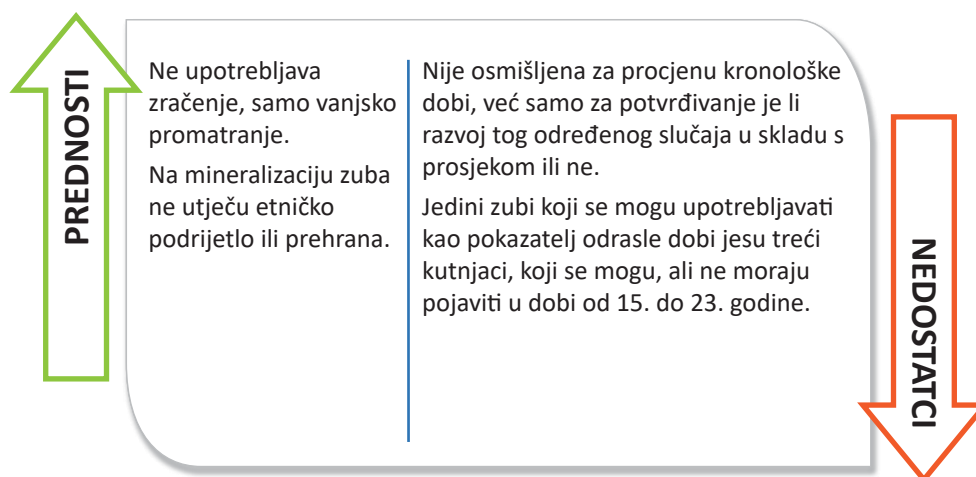 PREDNOSTI
Ne upotrebljava
zračenje, samo vanjsko
promatranje.
Na mineralizaciju zuba
ne utječu etničko
podrijetlo ili prehrana.
Nije osmišljena za procjenu kronološke
dobi, već samo za potvrđivanje je li
razvoj tog određenog slučaja u skladu s
prosjekom ili ne.
Jedini zubi koji se mogu upotrebljavati
kao pokazatelj odrasle dobi jesu treći
kutnjaci, koji se mogu, ali ne moraju
pojaviti u dobi od 15. do 23. godine.
NEDOSTATCI